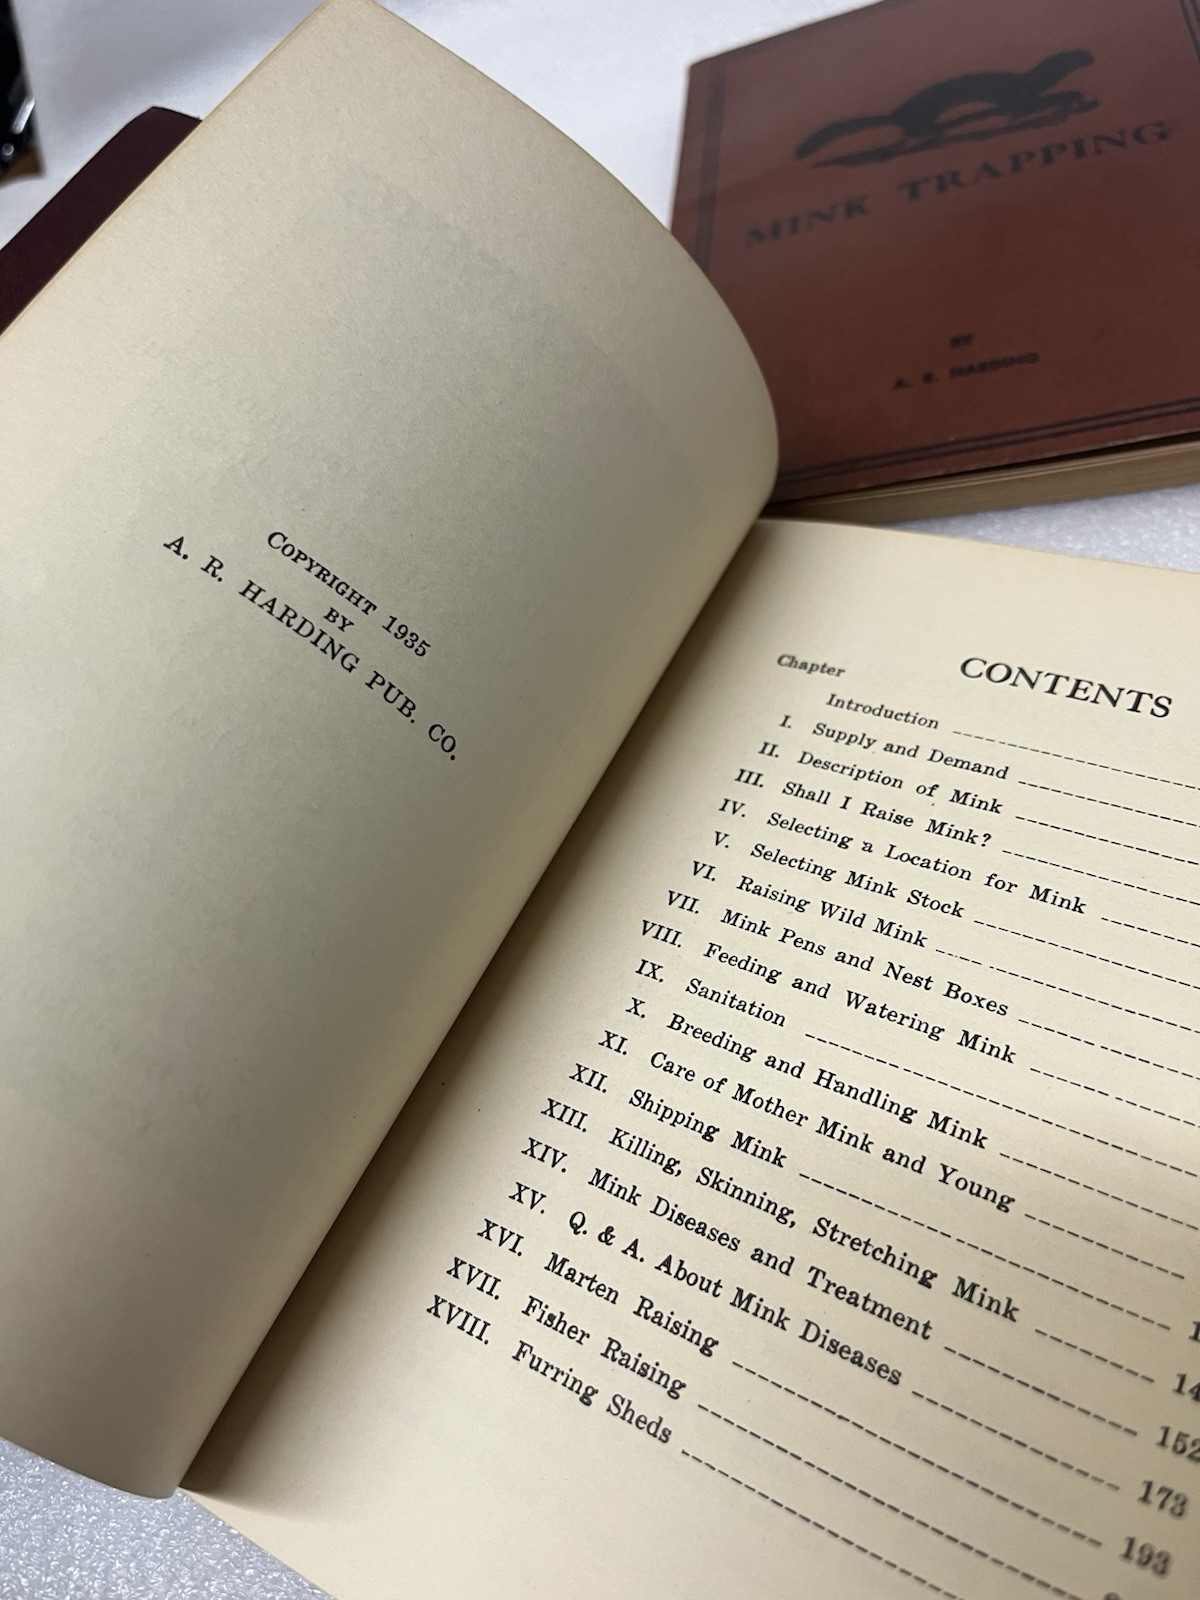 MINK TRAPPING
BY
A. R. HARDING
COPYRIGHT 1935
BY
A. R. HARDING PUB. CO.
CONTENTS
Chapter
Introduction
I. Supply and Demand
II. Description of Mink
III. Shall I Raise Mink?
IV. Selecting a Location for Mink
V. Selecting Mink Stock
VI. Raising Wild Mink
VII. Mink Pens and Nest Boxes
VIII. Feeding and Watering Mink
IX. Sanitation
X. Breeding and Handling Mink
XI. Care of Mother Mink and Young
XII. Shipping Mink
XIII. Killing, Skinning, Stretching Mink
XIV. Mink Diseases and Treatment
XV. Q. & A. About Mink Diseases 152
XVI. Marten Raising 173
XVII. Fisher Raising 193
XVIII. Furring Sheds